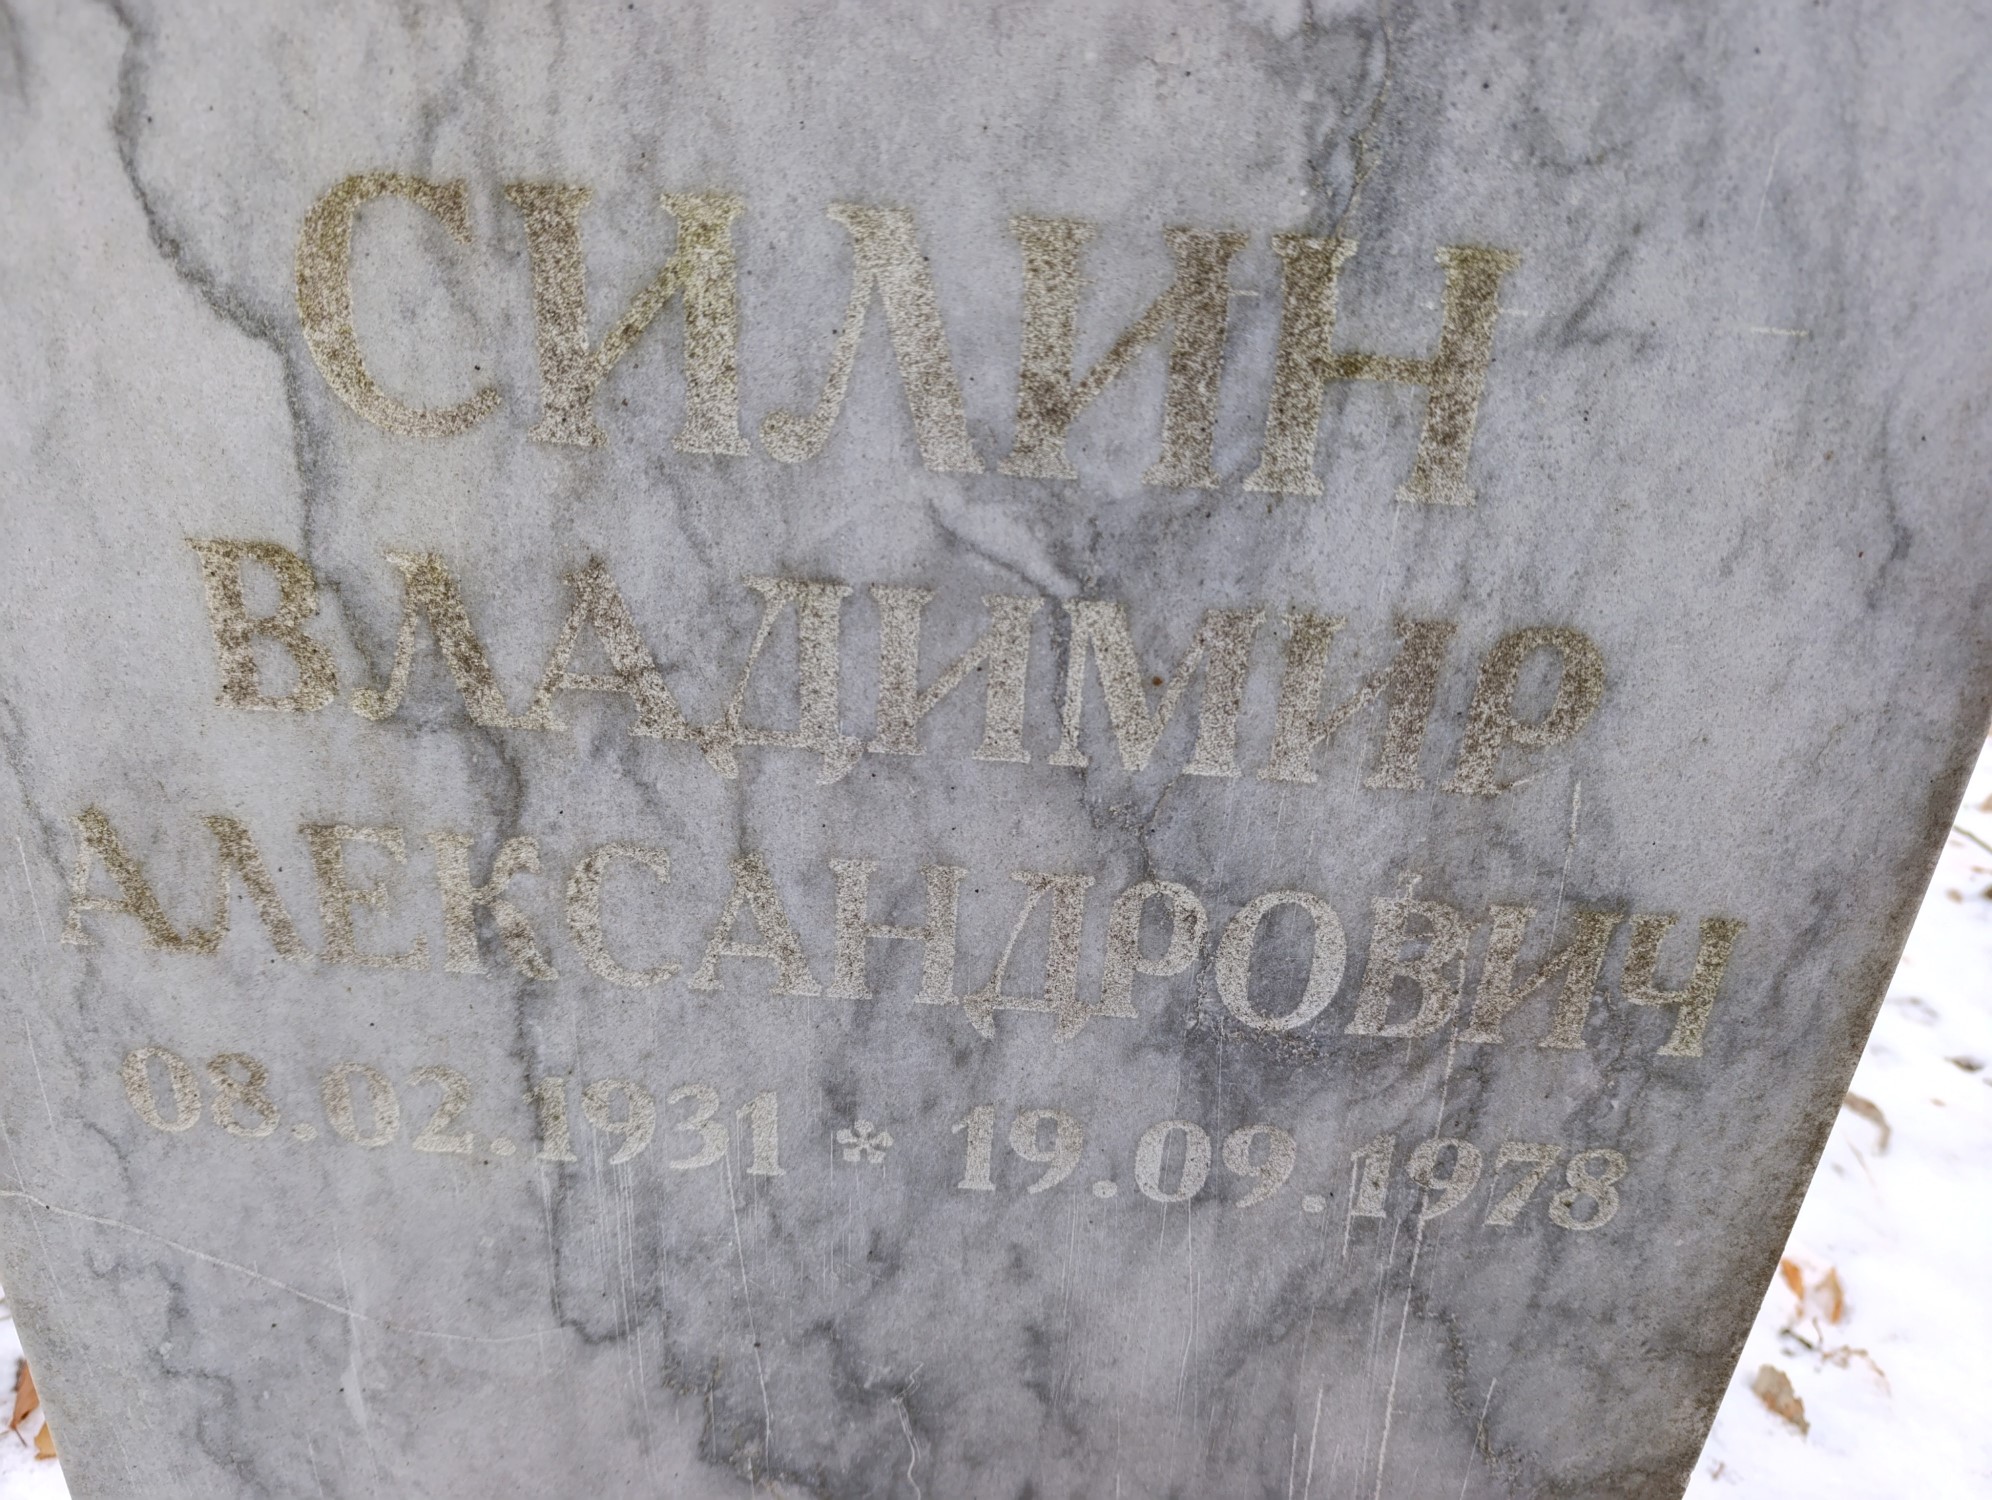 СИЛИН
ВЛАДИМИР
АЛЕКСАНДРОВИЧ
08.02.1931 * 19.09.1978